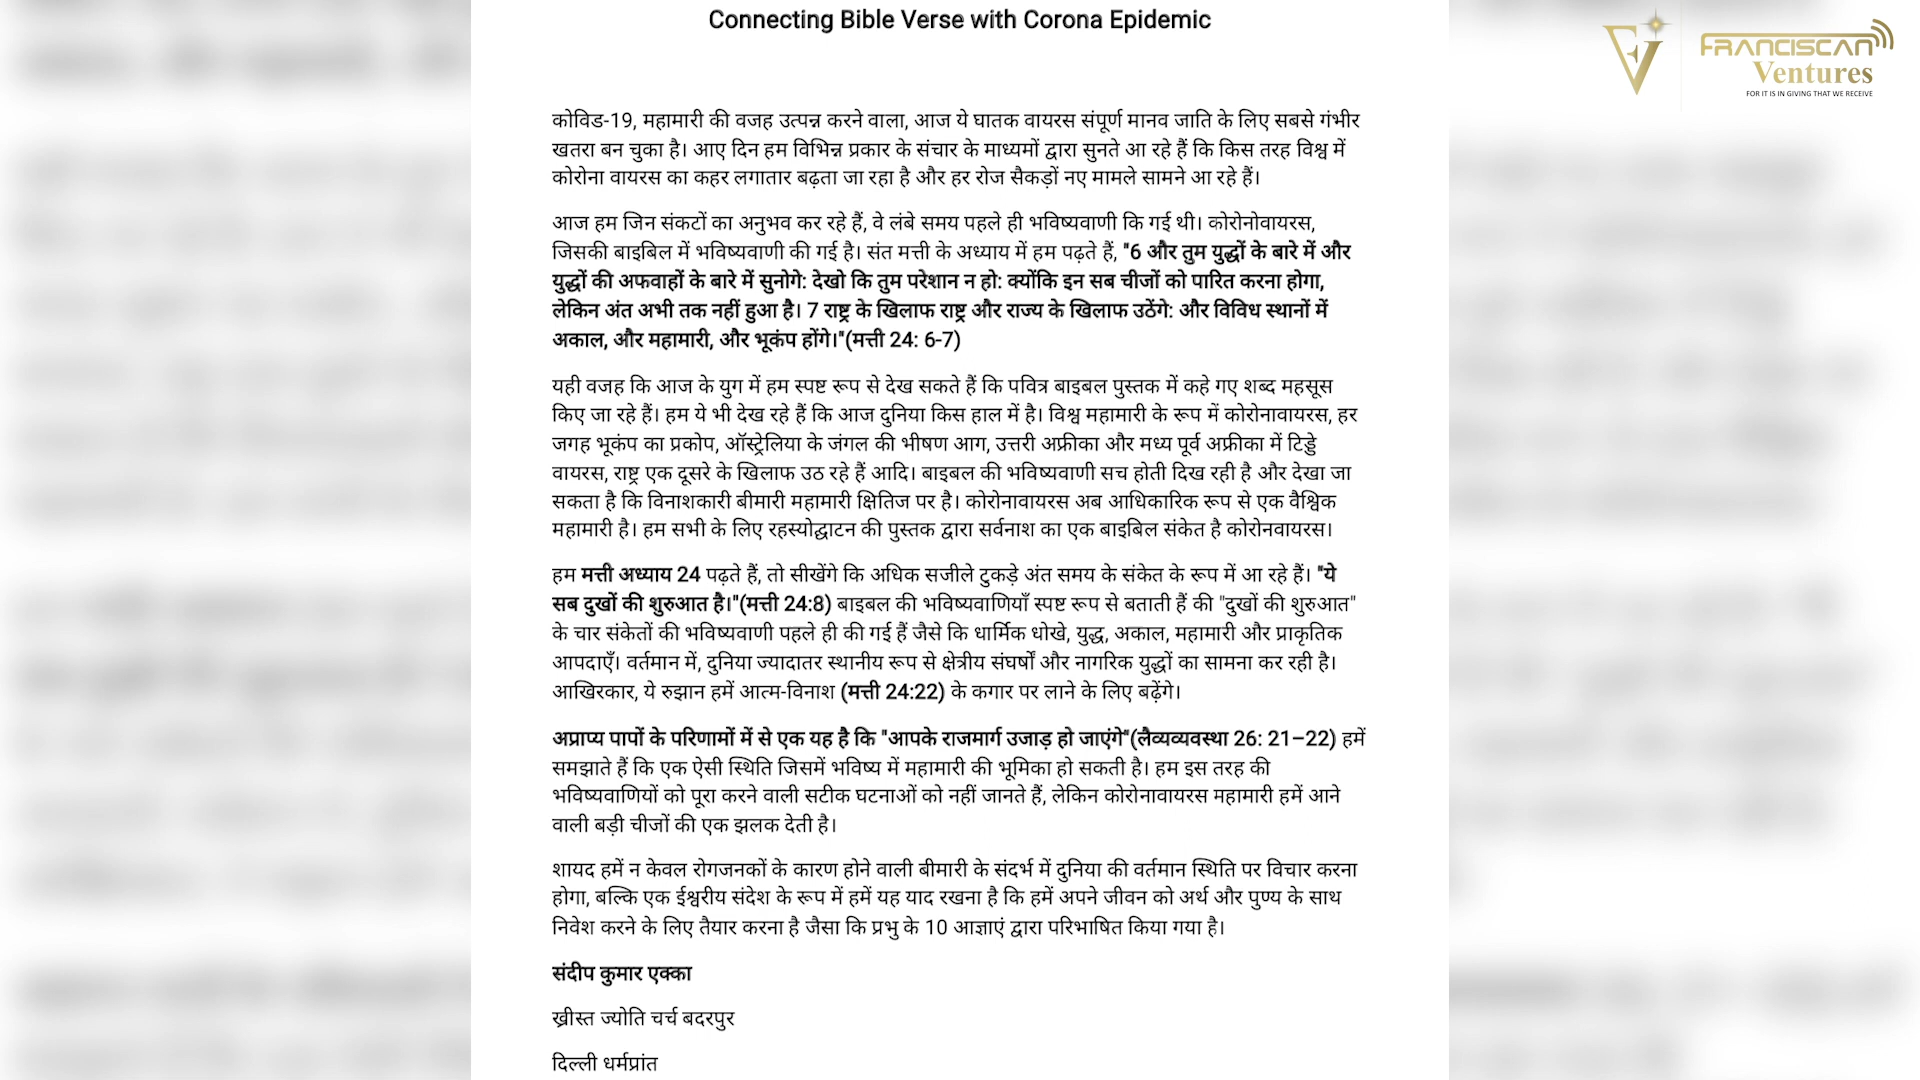 Connecting Bible Verse with Corona Epidemic
FRANCISCAN
Ventures
FOR IT IS IN GIVING THAT WE RECEIVE
कोविड-19, महामारी की वजह उत्पन्न करने वाला, आज ये घातक वायरस संपूर्ण मानव जाति के लिए सबसे गंभीर
खतरा बन चुका है। आए दिन हम विभिन्न प्रकार के संचार के माध्यमों द्वारा सुनते आ रहे हैं कि किस तरह विश्व में
कोरोना वायरस का कहर लगातार बढ़ता जा रहा है और हर रोज सैकड़ों नए मामले सामने आ रहे हैं।
आज हम जिन संकटों का अनुभव कर रहे हैं, वे लंबे समय पहले ही भविष्यवाणी कि गई थी। कोरोनोवायरस,
जिसकी बाइबिल में भविष्यवाणी की गई है। संत मत्ती के अध्याय में हम पढ़ते हैं, "6 और तुम युद्धों के बारे में और
युद्धों की अफवाहों के बारे में सुनोगे: देखो कि तुम परेशान न हो: क्योंकि इन सब चीजों को पारित करना होगा,
लेकिन अंत अभी तक नहीं हुआ है। 7 राष्ट्र के खिलाफ राष्ट्र और राज्य के खिलाफ उठेंगे: और विविध स्थानों में
अकाल, और महामारी, और भूकंप होंगे।"(मत्ती 24: 6-7)
यही वजह कि आज के युग में हम स्पष्ट रूप से देख सकते हैं कि पवित्र बाइबल पुस्तक में कहे गए शब्द महसूस
किए जा रहे हैं। हम ये भी देख रहे हैं कि आज दुनिया किस हाल में है। विश्व महामारी के रूप में कोरोनावायरस, हर
जगह भूकंप का प्रकोप, ऑस्ट्रेलिया के जंगल की भीषण आग, उत्तरी अफ्रीका और मध्य पूर्व अफ्रीका में टिड्डे
वायरस, राष्ट्र एक दूसरे के खिलाफ उठ रहे हैं आदि। बाइबल की भविष्यवाणी सच होती दिख रही है और देखा जा
सकता है कि विनाशकारी बीमारी महामारी क्षितिज पर है। कोरोनावायरस अब आधिकारिक रूप से एक वैश्विक
महामारी है। हम सभी के लिए रहस्योद्घाटन की पुस्तक द्वारा सर्वनाश का एक बाइबिल संकेत है कोरोनवायरस।
हम मत्ती अध्याय 24 पढ़ते हैं, तो सीखेंगे कि अधिक सजीले टुकड़े अंत समय के संकेत के रूप में आ रहे हैं। "ये
सब दुखों की शुरुआत है।"(मत्ती 24:8) बाइबल की भविष्यवाणियाँ स्पष्ट रूप से बताती हैं की "दुखों की शुरुआत"
के चार संकेतों की भविष्यवाणी पहले ही की गई हैं जैसे कि धार्मिक धोखे, युद्ध, अकाल, महामारी और प्राकृतिक
आपदाएँ। वर्तमान में, दुनिया ज्यादातर स्थानीय रूप से क्षेत्रीय संघर्षों और नागरिक युद्धों का सामना कर रही है।
आखिरकार, ये रुझान हमें आत्म-विनाश (मत्ती 24:22) के कगार पर लाने के लिए बढ़ेंगे।
अप्राप्य पापों के परिणामों में से एक यह है कि "आपके राजमार्ग उजाड़ हो जाएंगे"(लैव्यव्यवस्था 26: 21–22) हमें
समझाते हैं कि एक ऐसी स्थिति जिसमें भविष्य में महामारी की भूमिका हो सकती है। हम इस तरह की
भविष्यवाणियों को पूरा करने वाली सटीक घटनाओं को नहीं जानते हैं, लेकिन कोरोनावायरस महामारी हमें आने
वाली बड़ी चीजों की एक झलक देती है।
शायद हमें न केवल रोगजनकों के कारण होने वाली बीमारी के संदर्भ में दुनिया की वर्तमान स्थिति पर विचार करना
होगा, बल्कि एक ईश्वरीय संदेश के रूप में हमें यह याद रखना है कि हमें अपने जीवन को अर्थ और पुण्य के साथ
निवेश करने के लिए तैयार करना है जैसा कि प्रभु के 10 आज्ञाएं द्वारा परिभाषित किया गया है।
संदीप कुमार एक्का
ख्रीस्त ज्योति चर्च बदरपुर
दिल्ली धर्मप्रांत